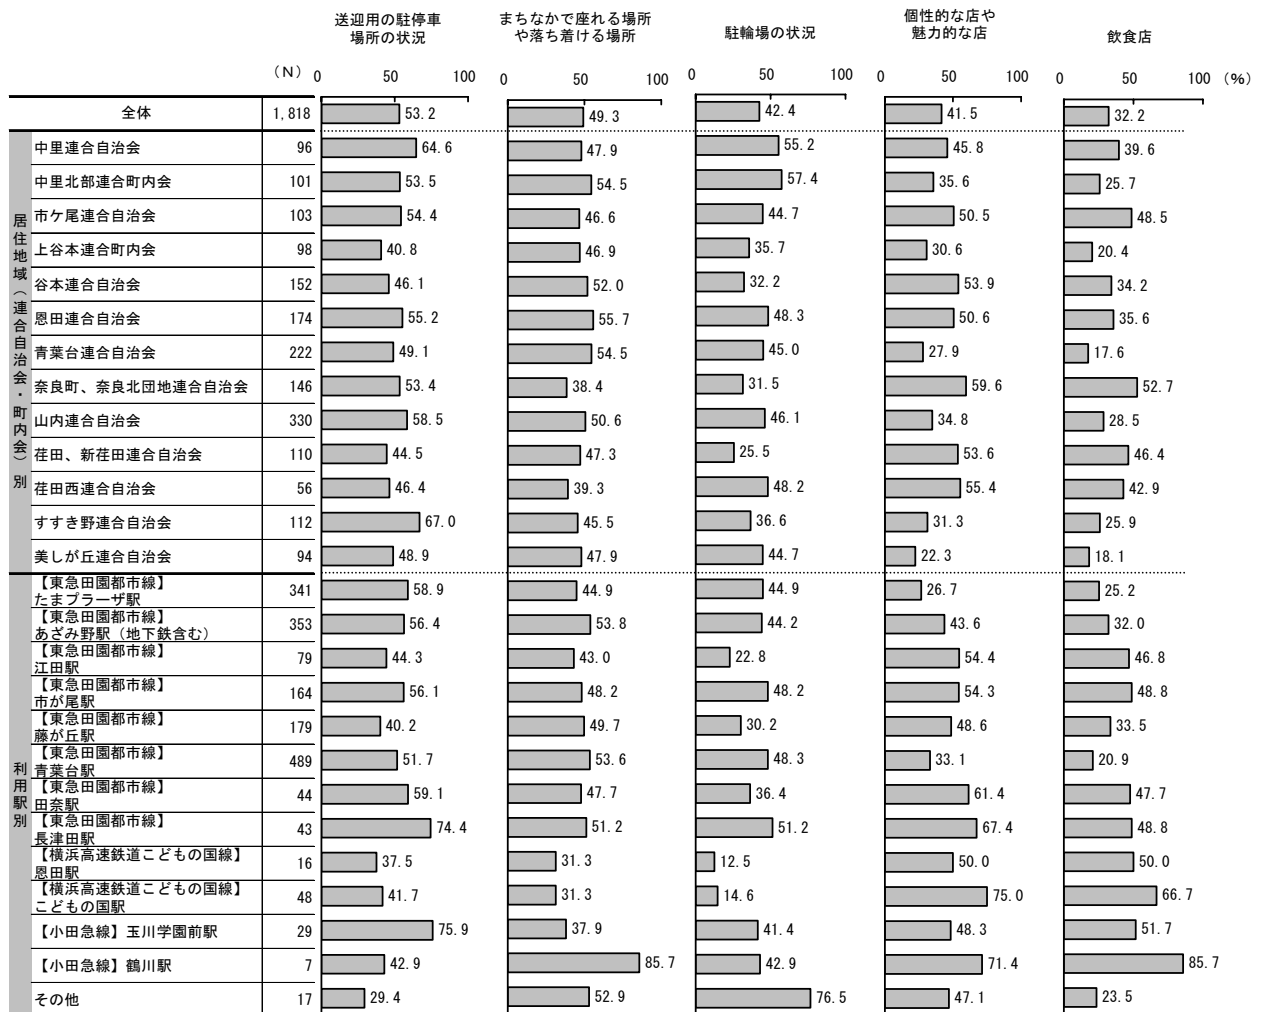 送迎用の駐停車
場所の状況
まちなかで座れる場所
や落ち着ける場所
駐輪場の状況
個性的な店や
魅力的な店
飲食店
(N) 0 50 100 0 50 100 0 50 100 0 50 100 0 50 100 (%)
全体 1,818 53.2 49.3 42.4 41.5 32.2
居住地域(連合自治会・町内会)別
中里連合自治会 96 64.6 47.9 55.2 45.8 39.6
中里北部連合町内会 101 53.5 54.5 57.4 35.6 25.7
市ケ尾連合自治会 103 54.4 46.6 44.7 50.5 48.5
上谷本連合町内会 98 40.8 46.9 35.7 30.6 20.4
谷本連合自治会 152 46.1 52.0 32.2 53.9 34.2
恩田連合自治会 174 55.2 55.7 48.3 50.6 35.6
青葉台連合自治会 222 49.1 54.5 45.0 27.9 17.6
奈良町、奈良北団地連合自治会 146 53.4 38.4 31.5 59.6 52.7
山内連合自治会 330 58.5 50.6 46.1 34.8 28.5
荏田、新荏田連合自治会 110 44.5 47.3 25.5 53.6 46.4
荏田西連合自治会 56 46.4 39.3 48.2 55.4 42.9
すすき野連合自治会 112 67.0 45.5 36.6 31.3 25.9
美しが丘連合自治会 94 48.9 47.9 44.7 22.3 18.1
利用駅別
【東急田園都市線】
たまプラーザ駅 341 58.9 44.9 44.9 26.7 25.2
【東急田園都市線】
あざみ野駅(地下鉄含む) 353 56.4 53.8 44.2 43.6 32.0
【東急田園都市線】
江田駅 79 44.3 43.0 22.8 54.4 46.8
【東急田園都市線】
市が尾駅 164 56.1 48.2 48.2 54.3 48.8
【東急田園都市線】
藤が丘駅 179 40.2 49.7 30.2 48.6 33.5
【東急田園都市線】
青葉台駅 489 51.7 53.6 48.3 33.1 20.9
【東急田園都市線】
田奈駅 44 59.1 47.7 36.4 61.4 47.7
【東急田園都市線】
長津田駅 43 74.4 51.2 51.2 67.4 48.8
【横浜高速鉄道こどもの国線】
恩田駅 16 37.5 31.3 12.5 50.0 50.0
【横浜高速鉄道こどもの国線】
こどもの国駅 48 41.7 31.3 14.6 75.0 66.7
【小田急線】玉川学園前駅 29 75.9 37.9 41.4 48.3 51.7
【小田急線】鶴川駅 7 42.9 85.7 42.9 71.4 85.7
その他 17 29.4 52.9 76.5 47.1 23.5